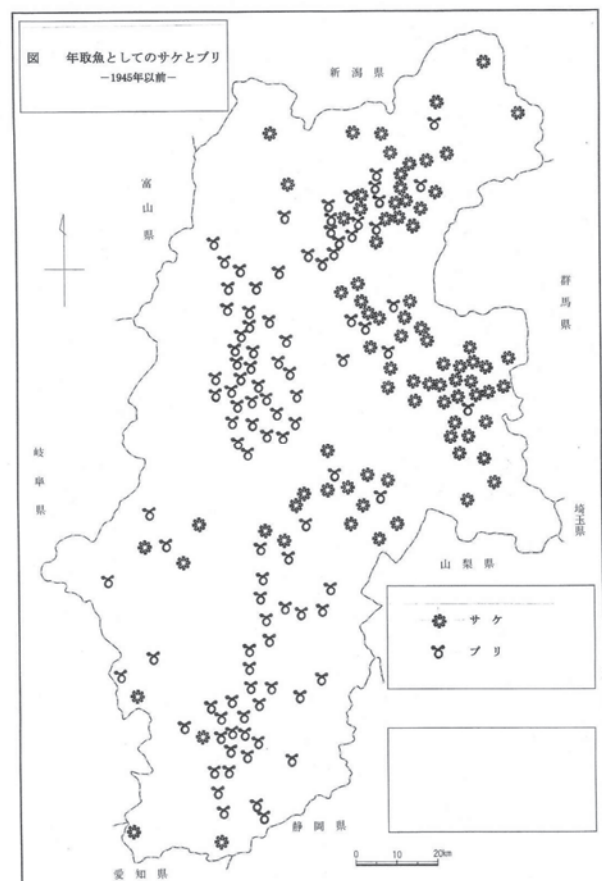 図 年取魚としてのサケとブリ
－1945年以前－
新潟県
富山県
群馬県
岐阜県
埼玉県
山梨県
サケ
ブリ
静岡県
愛知県
0 10 20km